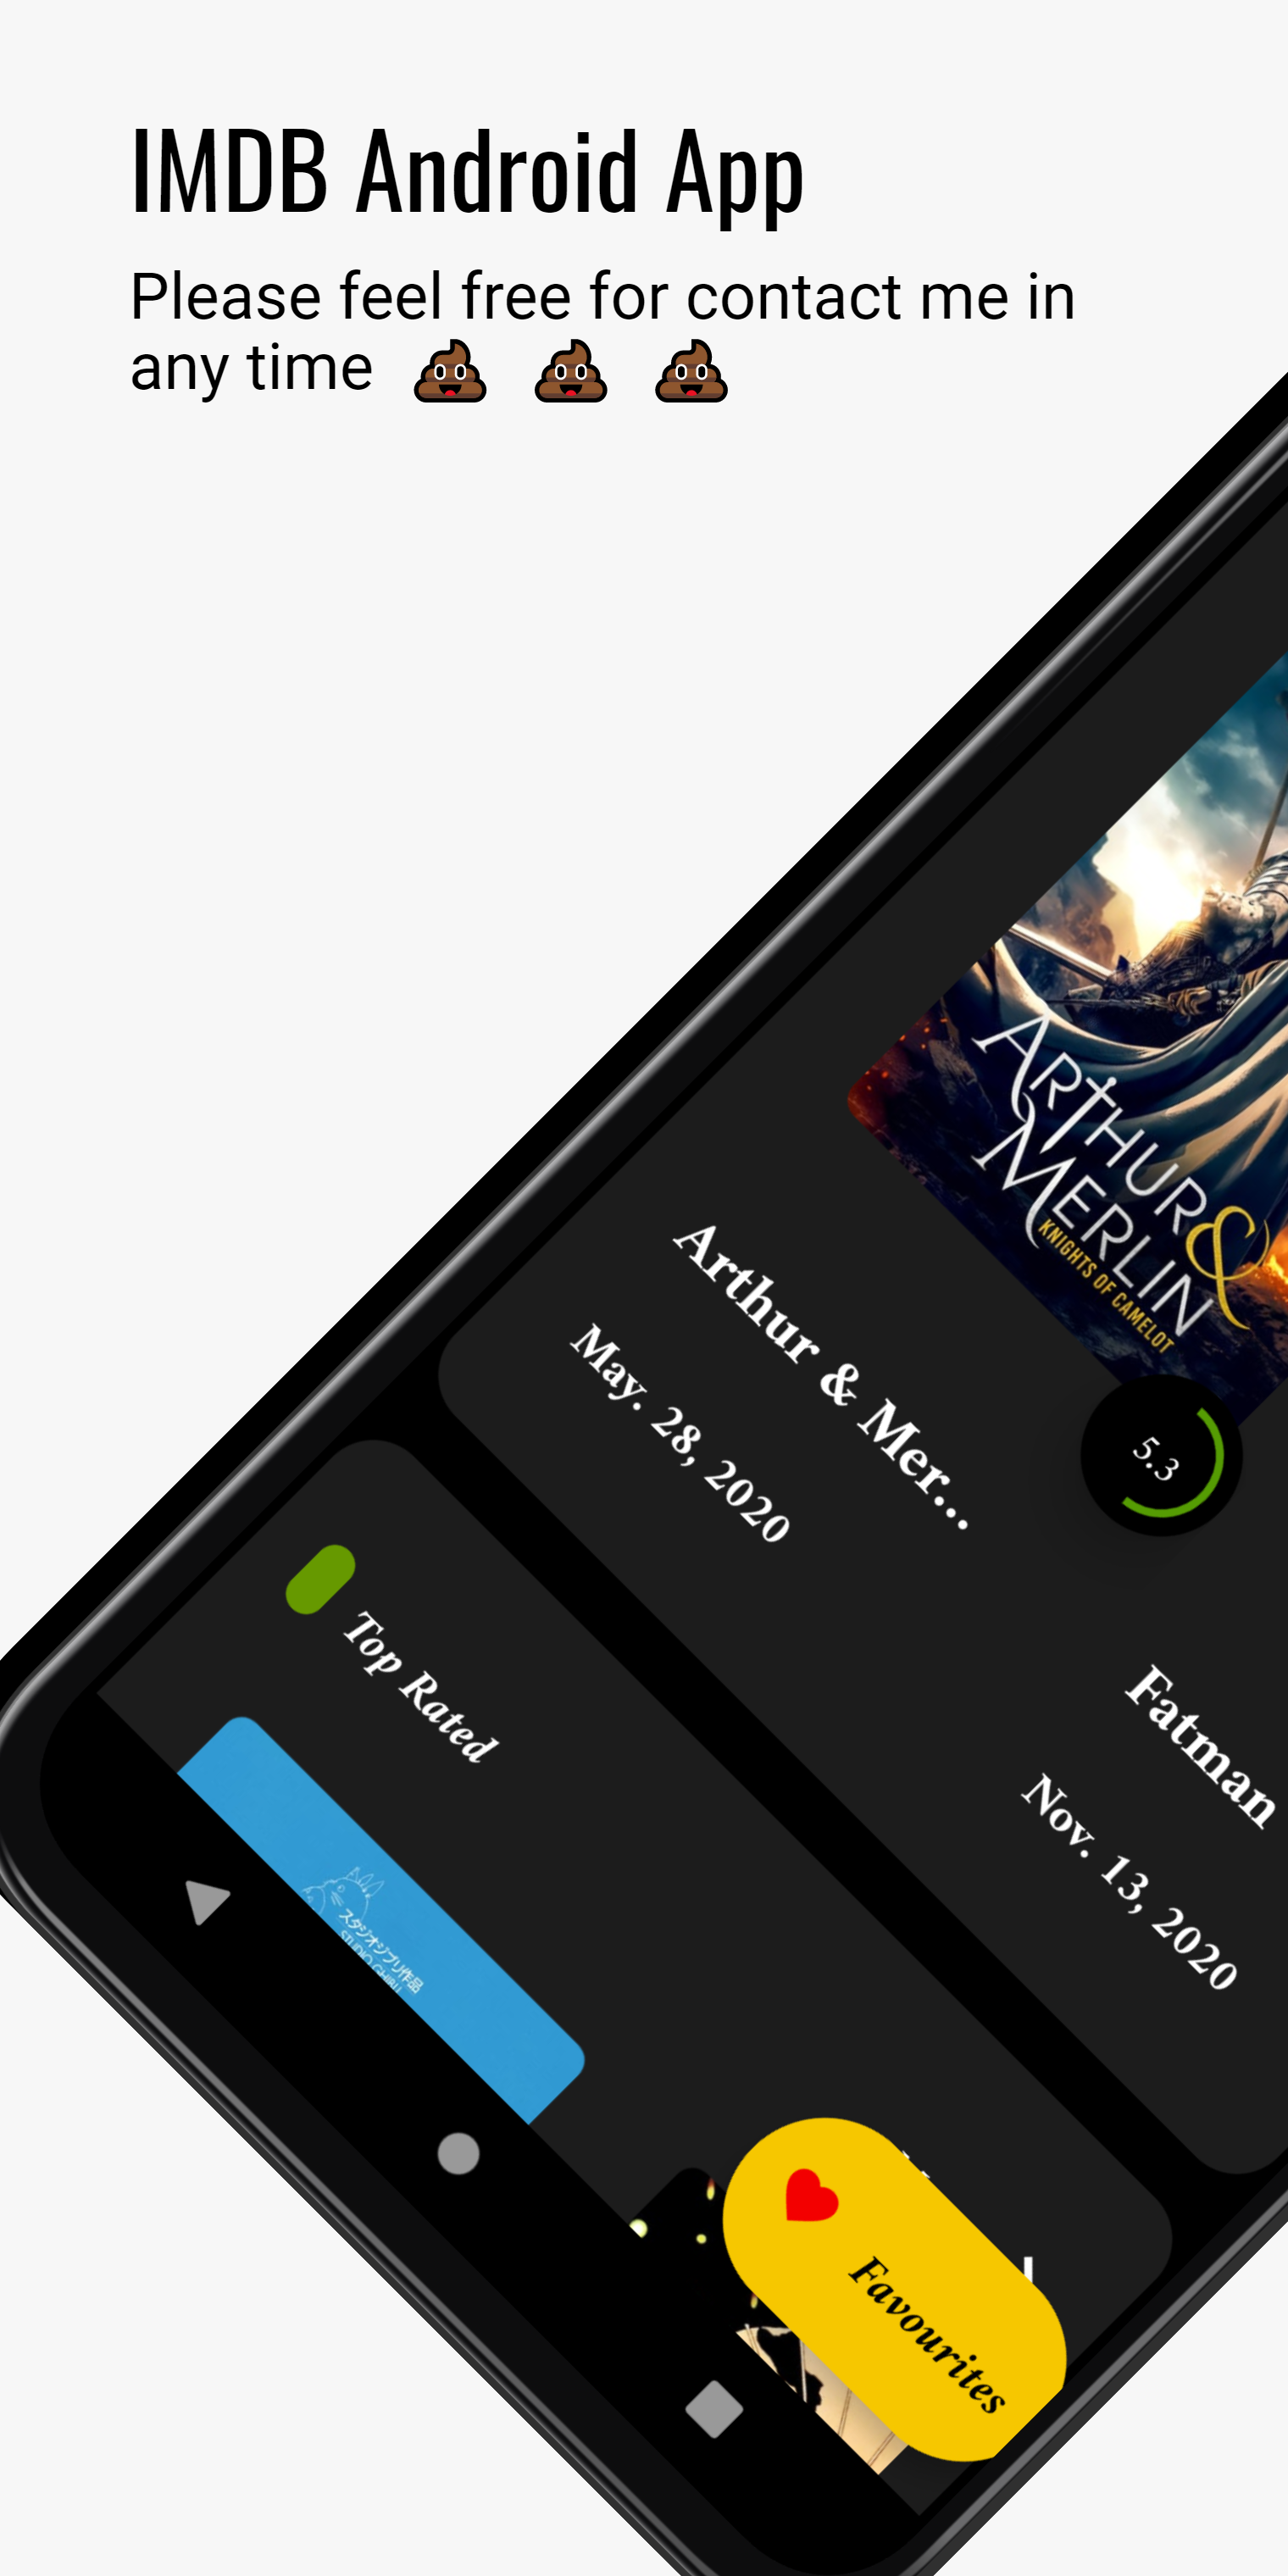 IMDB Android App
Please feel free for contact me in
any time 💩 💩 💩
ARTHUR &
MERLIN
KNIGHTS OF CAMELOT
5.3
Arthur & Mer...
May. 28, 2020
Fatman
Nov. 13, 2020
Top Rated
スタジオジブリ作品
STUDIO GHIBLI
Favourites